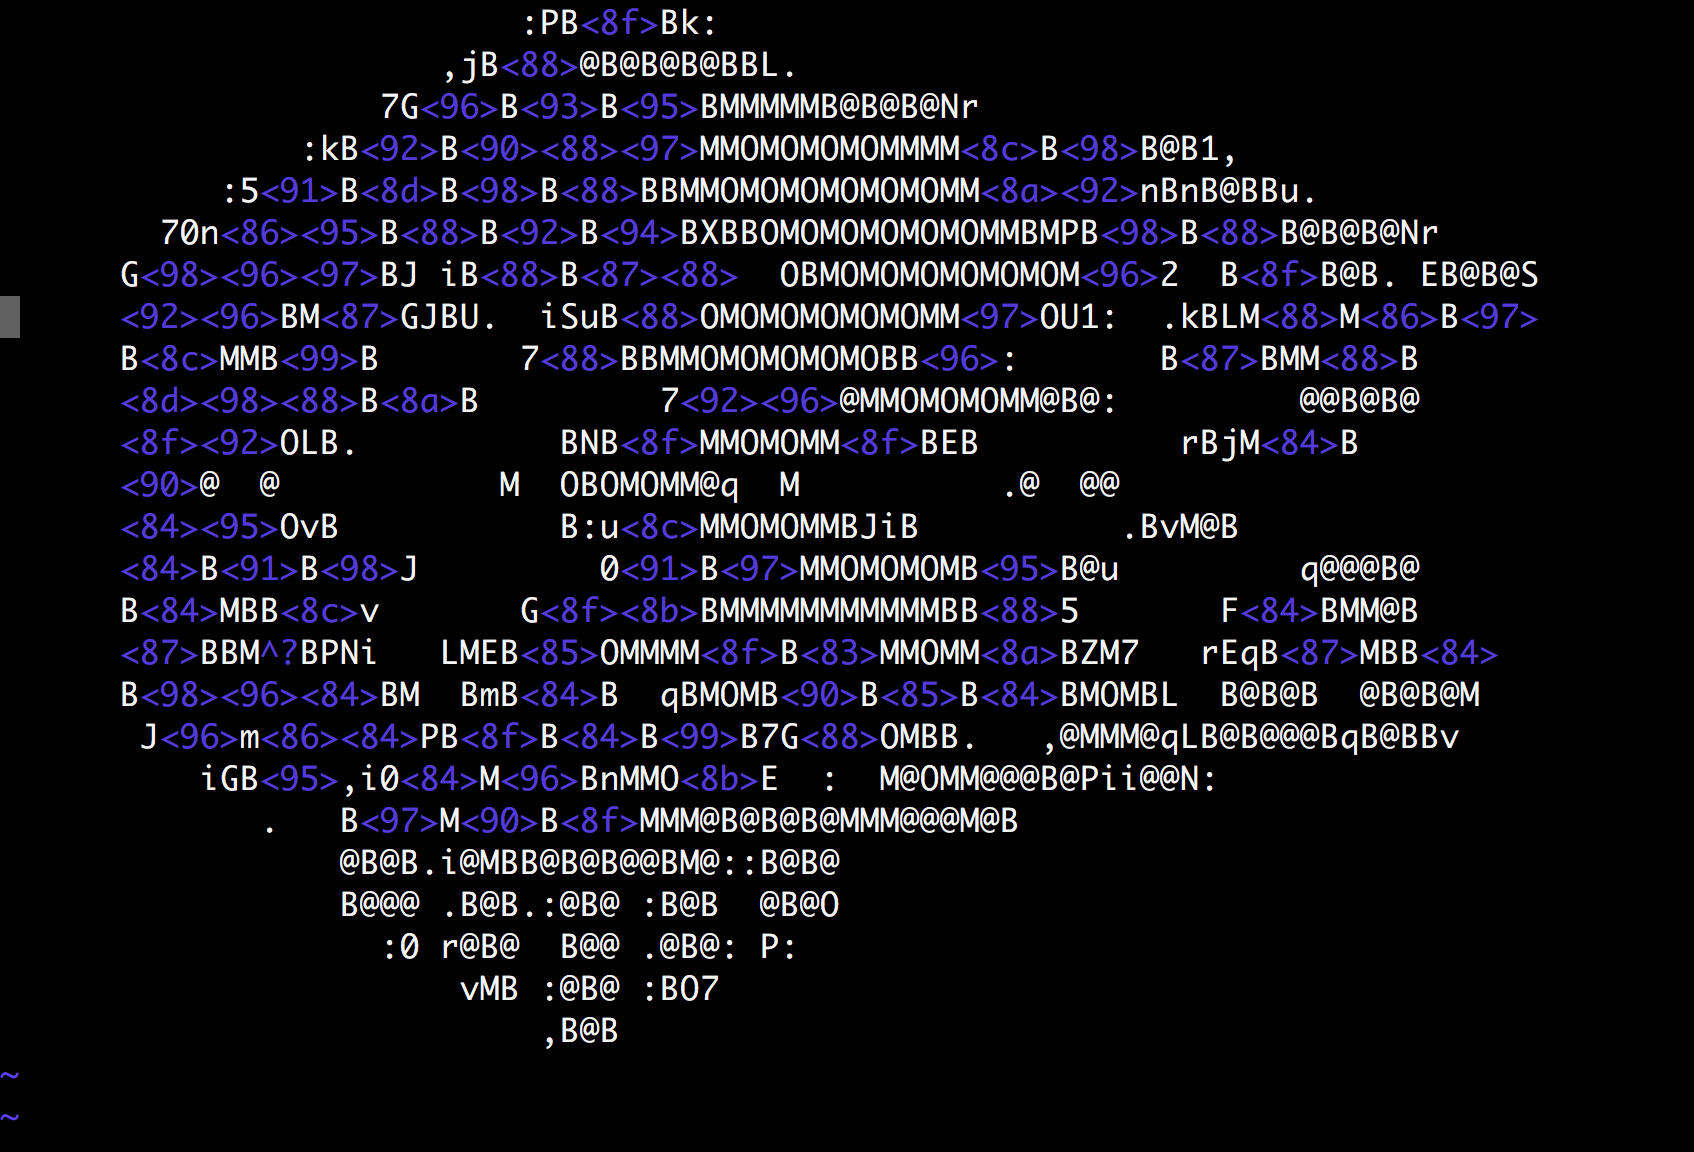 :PB<8f>Bk:
,jB<88>@B@B@B@BBL.
7G<96>B<93>B<95>BMMMMMB@B@B@Nr
:kB<92>B<90><88><97>MMOMOMOMOMMMM<8c>B<98>B@B1,
:5<91>B<8d>B<98>B<88>BBMMOMOMOMOMOMOMM<8a><92>nBnB@BBu.
70n<86><95>B<88>B<92>B<94>BXBBOMOMOMOMOMOMMBMPB<98>B<88>B@B@B@Nr
G<98><96><97>BJ iB<88>B<87><88>  OBMOMOMOMOMOMOM<96>2  B<8f>B@B. EB@B@S
<92><96>BM<87>GJBU.  iSuB<88>OMOMOMOMOMOMM<97>OU1:  .kBLM<88>M<86>B<97>
B<8c>MMB<99>B       7<88>BBMMOMOMOMOMOBB<96>:       B<87>BMM<88>B
<8d><98><88>B<8a>B         7<92><96>@MMOMOMOMM@B@:         @@B@B@
<8f><92>OLB.          BNB<8f>MMOMOMM<8f>BEB          rBjM<84>B
<90>@  @           M  OBOMOMM@q  M          .@  @@
<84><95>OvB           B:u<8c>MMOMOMMBJiB          .BvM@B
<84>B<91>B<98>J         0<91>B<97>MMOMOMOMB<95>B@u         q@@@B@
B<84>MBB<8c>v       G<8f><8b>BMMMMMMMMMMMBB<88>5       F<84>BMM@B
<87>BBM^?BPNi   LMEB<85>OMMMM<8f>B<83>MMOMM<8a>BZM7   rEqB<87>MBB<84>
B<98><96><84>BM  BmB<84>B  qBMOMB<90>B<85>B<84>BMOMBL  B@B@B  @B@B@M
J<96>m<86><84>PB<8f>B<84>B<99>B7G<88>OMBB.   ,@MMM@qLB@B@@@BqB@BBv
iGB<95>,i0<84>M<96>BnMMO<8b>E  :  M@OMM@@@B@Pii@@N:
.   B<97>M<90>B<8f>MMM@B@B@B@MMM@@@M@B
@B@B.i@MBB@B@B@@BM@::B@B@
B@@@ .B@B.:@B@ :B@B  @B@O
:0 r@B@  B@@ .@B@: P:
vMB :@B@ :BO7
,B@B
~
~